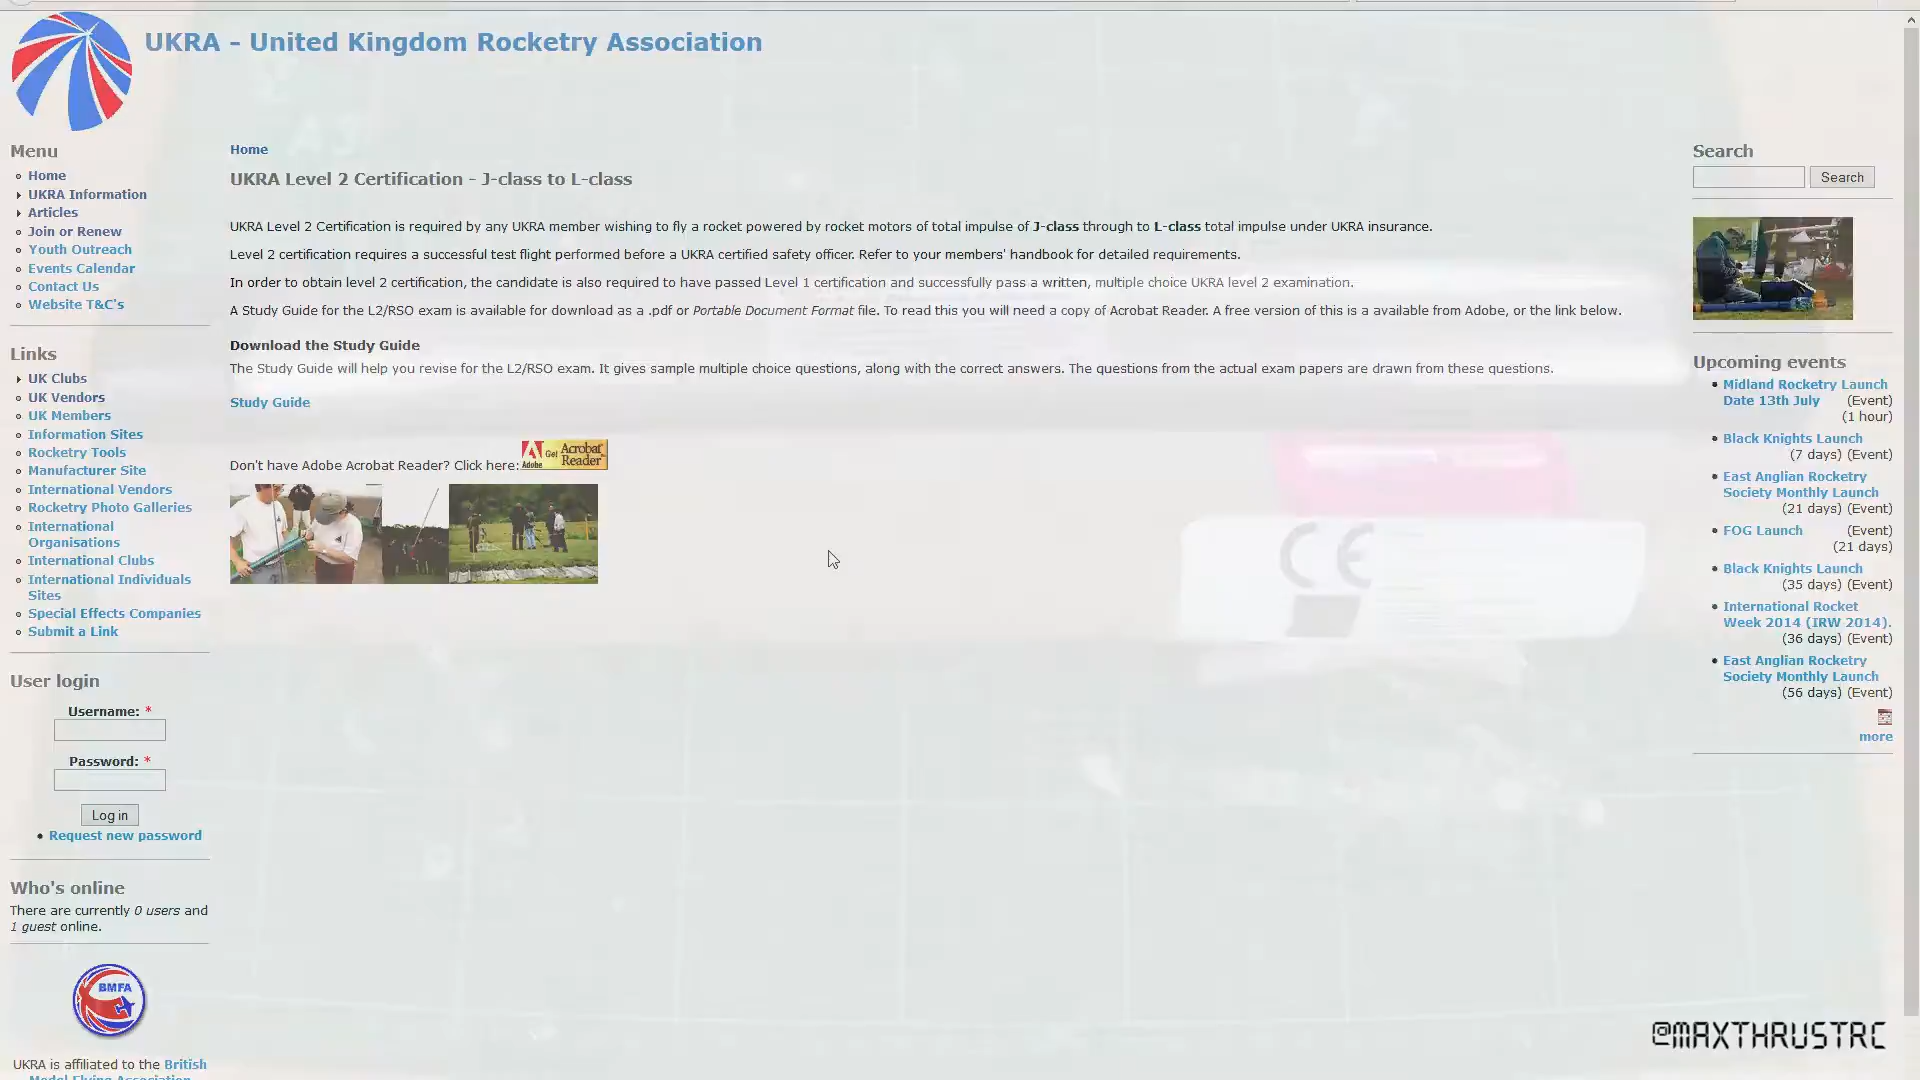 UKRA - United Kingdom Rocketry Association
Menu
Home
UKRA Information
Articles
Join or Renew
Youth Outreach
Events Calendar
Contact Us
Website T&C's
Links
UK Clubs
UK Vendors
UK Members
Information Sites
Rocketry Tools
Manufacturer Site
International Vendors
Rocketry Photo Galleries
International
Organisations
International Clubs
International Individuals
Sites
Special Effects Companies
Submit a Link
User login
Username: *
Password: *
Log in
Request new password
Who's online
There are currently 0 users and
1 guest online.
BMFA
UKRA is affiliated to the British
Model Flying Association
Home
UKRA Level 2 Certification - J-class to L-class
UKRA Level 2 Certification is required by any UKRA member wishing to fly a rocket powered by rocket motors of total impulse of J-class through to L-class total impulse under UKRA insurance.
Level 2 certification requires a successful test flight performed before a UKRA certified safety officer. Refer to your members' handbook for detailed requirements.
In order to obtain level 2 certification, the candidate is also required to have passed Level 1 certification and successfully pass a written, multiple choice UKRA level 2 examination.
A Study Guide for the L2/RSO exam is available for download as a .pdf or Portable Document Format file. To read this you will need a copy of Acrobat Reader. A free version of this is a available from Adobe, or the link below.
Download the Study Guide
The Study Guide will help you revise for the L2/RSO exam. It gives sample multiple choice questions, along with the correct answers. The questions from the actual exam papers are drawn from these questions.
Study Guide
Don't have Adobe Acrobat Reader? Click here:
Adobe Get Acrobat Reader
CE
Search
Search
Upcoming events
Midland Rocketry Launch
Date 13th July (Event)
(1 hour)
Black Knights Launch
(7 days) (Event)
East Anglian Rocketry
Society Monthly Launch
(21 days) (Event)
FOG Launch (Event)
(21 days)
Black Knights Launch
(35 days) (Event)
International Rocket
Week 2014 (IRW 2014).
(36 days) (Event)
East Anglian Rocketry
Society Monthly Launch
(56 days) (Event)
more
@MAXTHRUSTRC